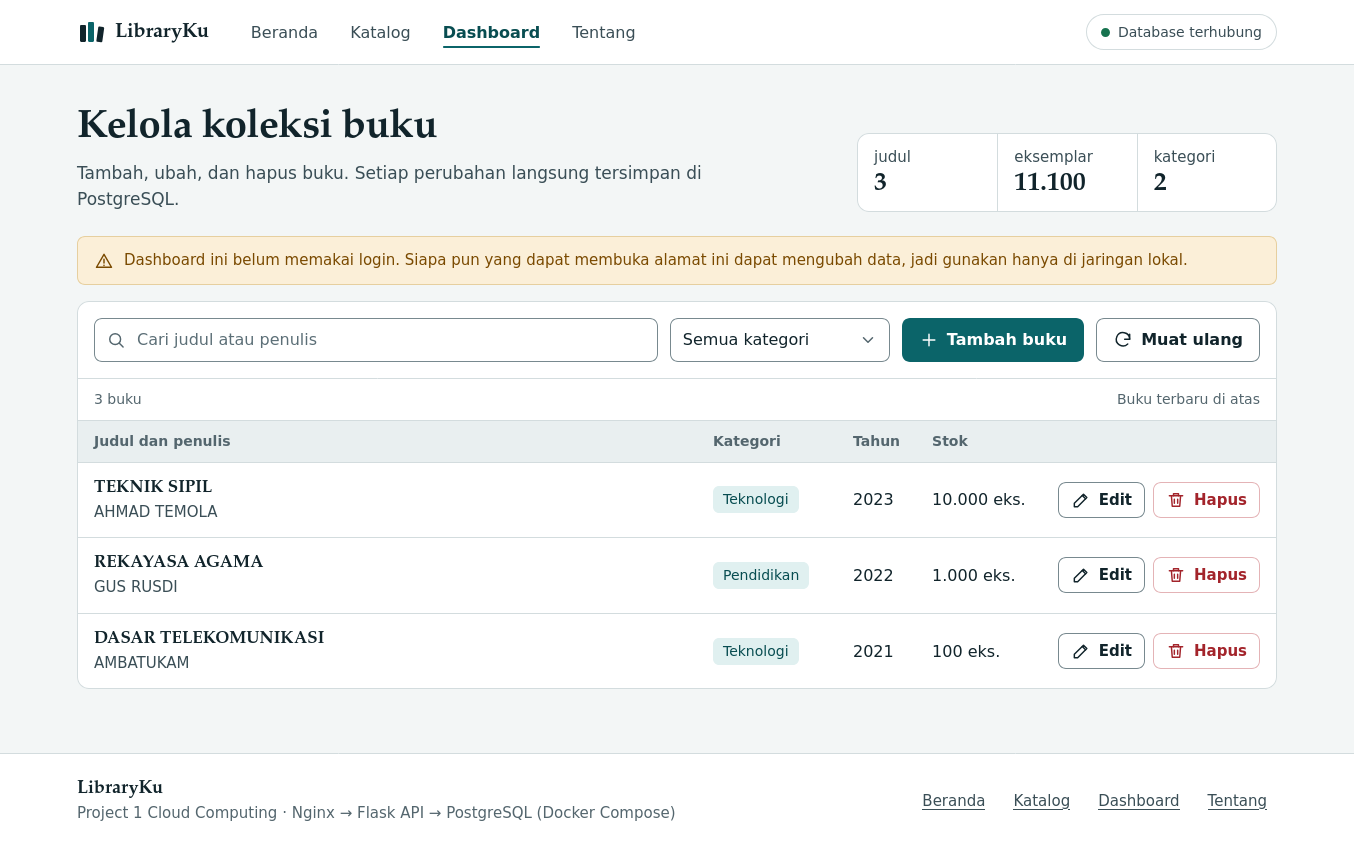 LibraryKu
Beranda
Katalog
Dashboard
Tentang
Database terhubung
Kelola koleksi buku
Tambah, ubah, dan hapus buku. Setiap perubahan langsung tersimpan di
PostgreSQL.
judul
3
eksemplar
11.100
kategori
2
Dashboard ini belum memakai login. Siapa pun yang dapat membuka alamat ini dapat mengubah data, jadi gunakan hanya di jaringan lokal.
Cari judul atau penulis
Semua kategori
Tambah buku
Muat ulang
3 buku
Buku terbaru di atas
Judul dan penulis
Kategori
Tahun
Stok
TEKNIK SIPIL
AHMAD TEMOLA
Teknologi
2023
10.000 eks.
Edit
Hapus
REKAYASA AGAMA
GUS RUSDI
Pendidikan
2022
1.000 eks.
Edit
Hapus
DASAR TELEKOMUNIKASI
AMBATUKAM
Teknologi
2021
100 eks.
Edit
Hapus
LibraryKu
Project 1 Cloud Computing · Nginx → Flask API → PostgreSQL (Docker Compose)
Beranda
Katalog
Dashboard
Tentang